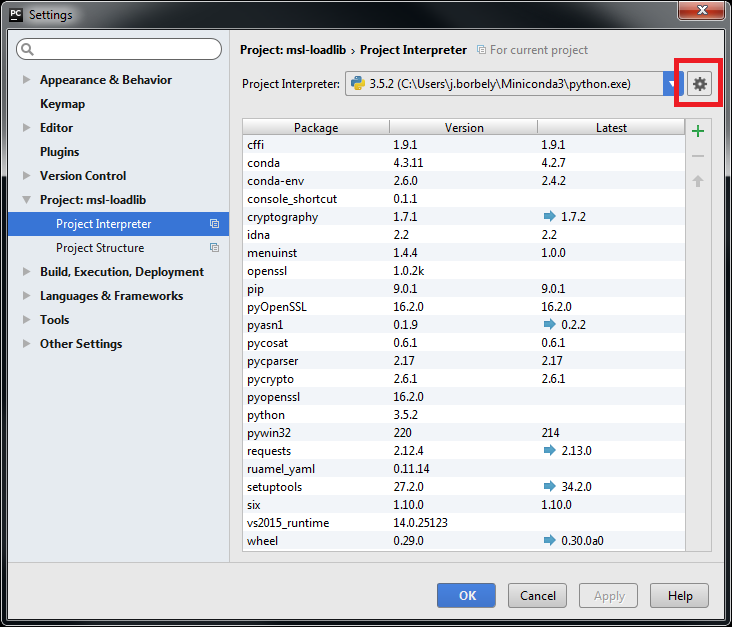 PC Settings
Project: msl-loadlib › Project Interpreter For current project
Project Interpreter: 3.5.2 (C:\Users\j.borbely\Miniconda3\python.exe)
Appearance & Behavior
Keymap
Editor
Plugins
Version Control
Project: msl-loadlib
Project Interpreter
Project Structure
Build, Execution, Deployment
Languages & Frameworks
Tools
Other Settings
Package Version Latest
cffi 1.9.1 1.9.1
conda 4.3.11 4.2.7
conda-env 2.6.0 2.4.2
console_shortcut 0.1.1
cryptography 1.7.1 1.7.2
idna 2.2 2.2
menuinst 1.4.4 1.0.0
openssl 1.0.2k
pip 9.0.1 9.0.1
pyOpenSSL 16.2.0 16.2.0
pyasn1 0.1.9 0.2.2
pycosat 0.6.1 0.6.1
pycparser 2.17 2.17
pycrypto 2.6.1 2.6.1
pyopenssl 16.2.0
python 3.5.2
pywin32 220 214
requests 2.12.4 2.13.0
ruamel_yaml 0.11.14
setuptools 27.2.0 34.2.0
six 1.10.0 1.10.0
vs2015_runtime 14.0.25123
wheel 0.29.0 0.30.0a0
OK Cancel Apply Help